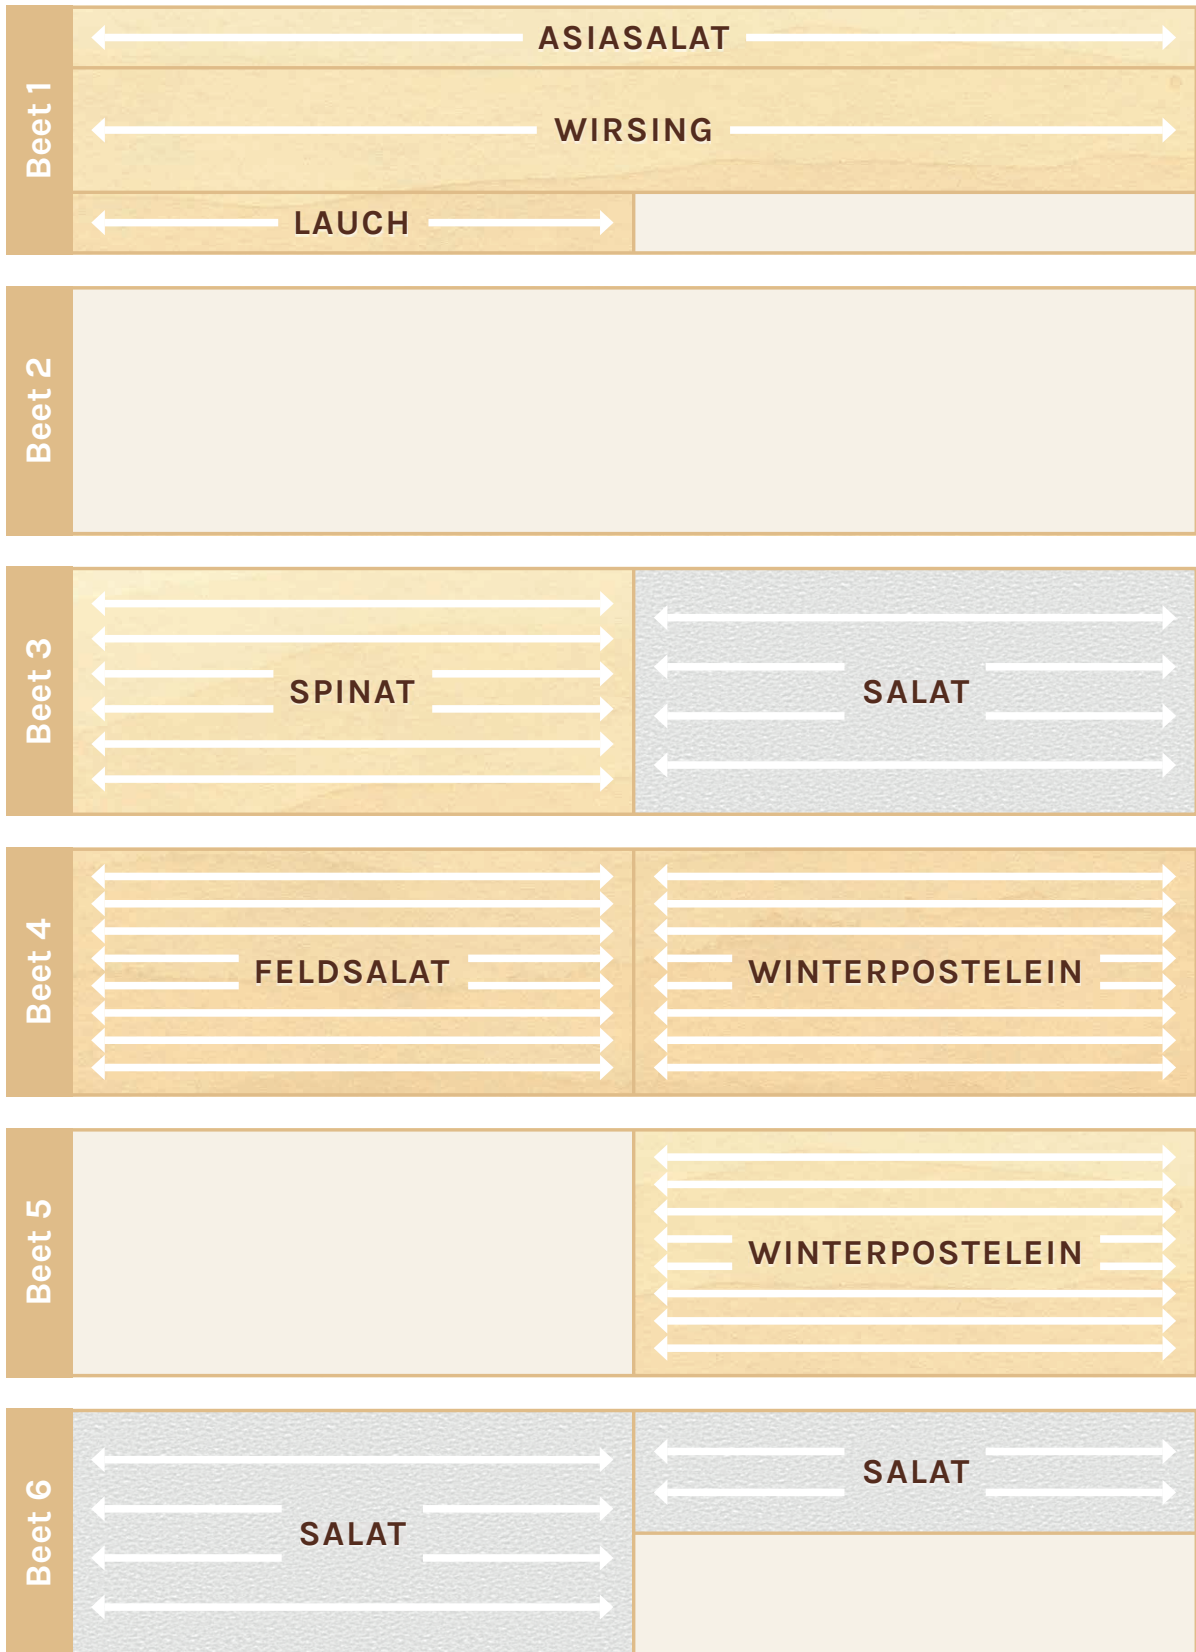 Beet 1
ASIASALAT
WIRSING
LAUCH
Beet 2
Beet 3
SPINAT
SALAT
Beet 4
FELDSALAT
WINTERPOSTELEIN
Beet 5
WINTERPOSTELEIN
Beet 6
SALAT
SALAT